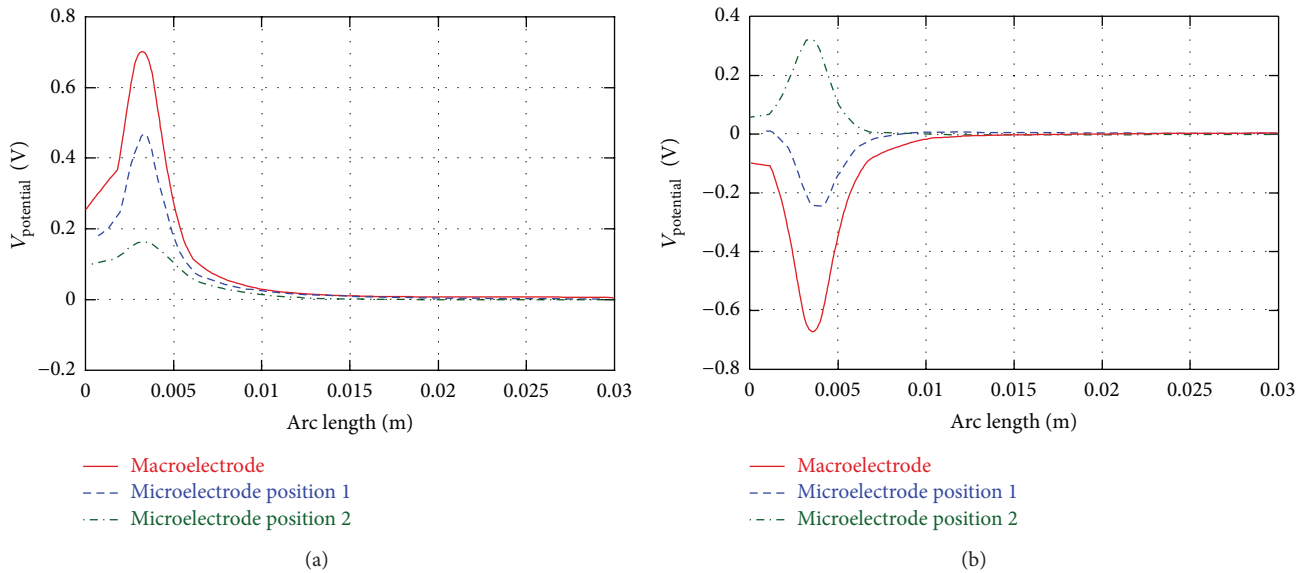 0.8
0.6
0.4
0.2
0
−0.2
V_potential (V)
0 0.005 0.01 0.015 0.02 0.025 0.03
Arc length (m)
Macroelectrode
Microelectrode position 1
Microelectrode position 2
(a)
0.4
0.2
0
−0.2
−0.4
−0.6
−0.8
V_potential (V)
0 0.005 0.01 0.015 0.02 0.025 0.03
Arc length (m)
Macroelectrode
Microelectrode position 1
Microelectrode position 2
(b)